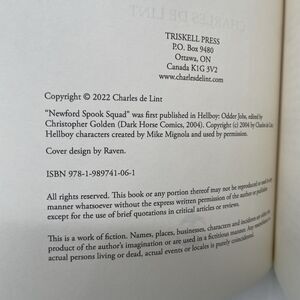 TRISKELL PRESS
P.O. Box 9480
Ottawa, ON
Canada K1G 3V2
www.charlesdelint.com
Copyright © 2022 Charles de Lint
"Newford Spook Squad" was first published in Hellboy: Odder Jobs, edited by
Christopher Golden (Dark Horse Comics, 2004). Copyright (c) 2004 by Charles de Lint
Hellboy characters created by Mike Mignola and used by permission.
Cover design by Raven.
ISBN 978-1-989741-06-1
All rights reserved. This book or any portion thereof may not be reproduced or used in any
manner whatsoever without the express written permission of the author or publisher
except for the use of brief quotations in critical articles or reviews.
This is a work of fiction. Names, places, businesses, characters and incidents are either the
product of the author's imagination or are used in a fictitious manner. Any resemblance to
actual persons living or dead, actual events or locales is purely coincidental.